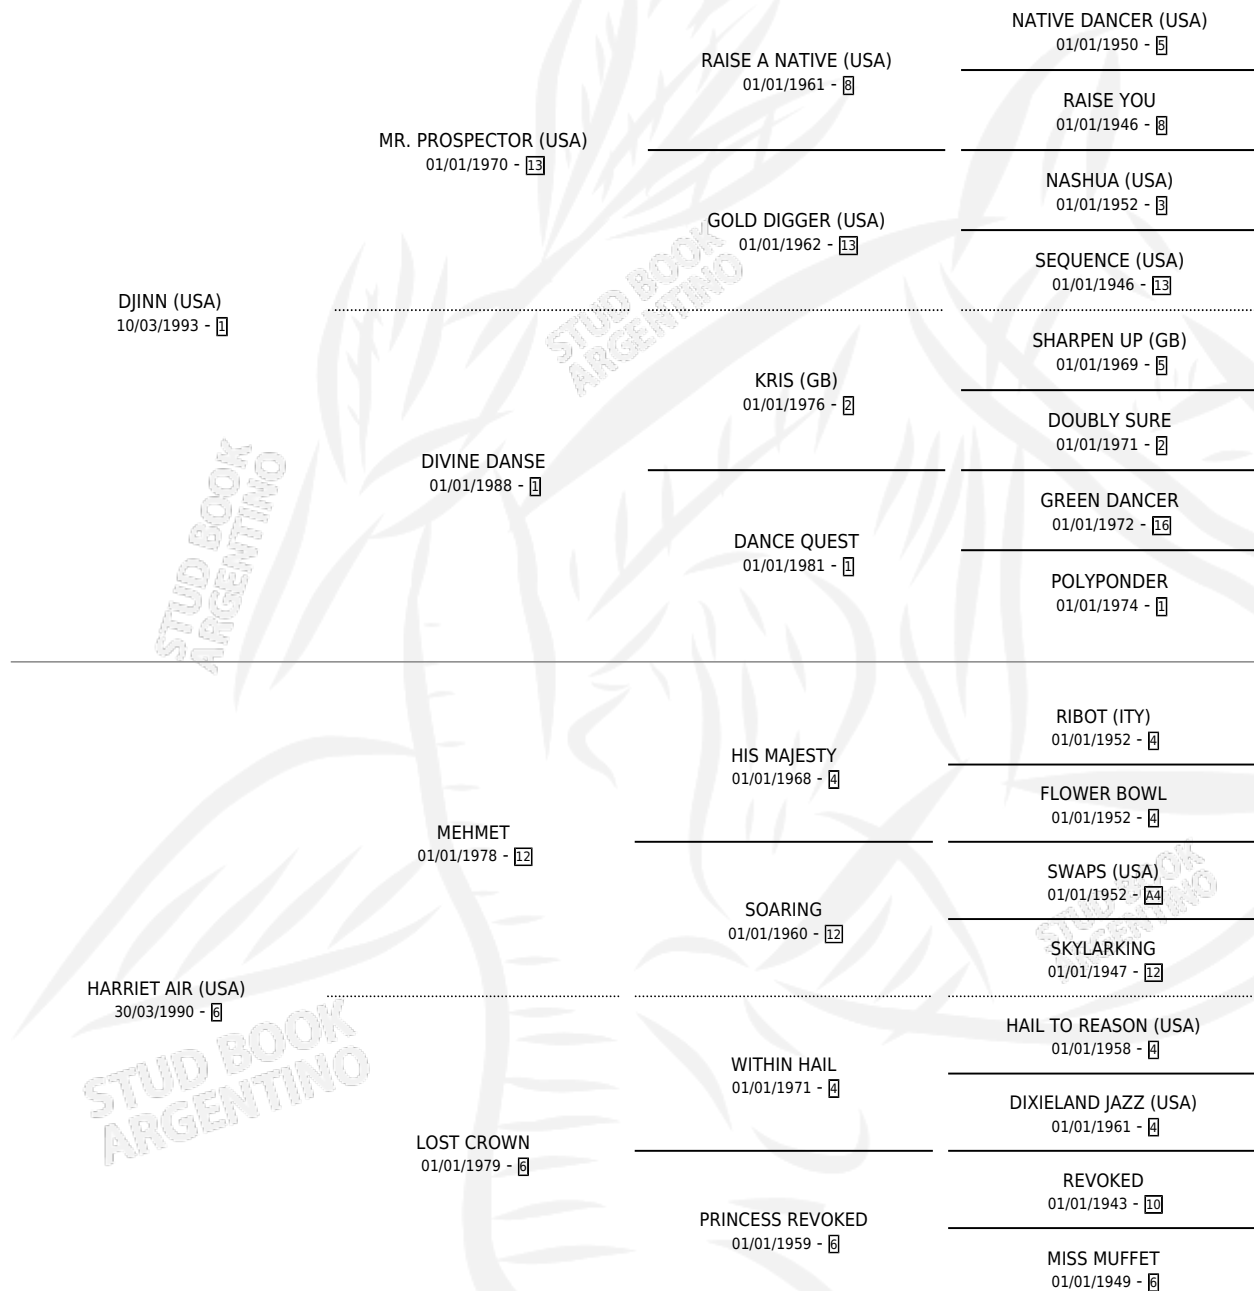 NATIVE DANCER (USA)
01/01/1950 - 5
RAISE A NATIVE (USA)
01/01/1961 - 8
RAISE YOU
01/01/1946 - 8
MR. PROSPECTOR (USA)
01/01/1970 - 13
NASHUA (USA)
01/01/1952 - 3
GOLD DIGGER (USA)
01/01/1962 - 13
SEQUENCE (USA)
01/01/1946 - 13
DJINN (USA)
10/03/1993 - 1
STUD BOOK
ARGENTINO
SHARPEN UP (GB)
01/01/1969 - 5
KRIS (GB)
01/01/1976 - 2
DOUBLY SURE
01/01/1971 - 2
DIVINE DANSE
01/01/1988 - 1
GREEN DANCER
01/01/1972 - 16
DANCE QUEST
01/01/1981 - 1
POLYPONDER
01/01/1974 - 1
STUD BOOK
ARGENTINO
RIBOT (ITY)
01/01/1952 - 4
HIS MAJESTY
01/01/1968 - 4
FLOWER BOWL
01/01/1952 - 4
MEHMET
01/01/1978 - 12
SWAPS (USA)
01/01/1952 - A4
SOARING
01/01/1960 - 12
SKYLARKING
01/01/1947 - 12
STUD BOOK
ARGENTINO
HARRIET AIR (USA)
30/03/1990 - 6
HAIL TO REASON (USA)
01/01/1958 - 4
WITHIN HAIL
01/01/1971 - 4
DIXIELAND JAZZ (USA)
01/01/1961 - 4
STUD BOOK
ARGENTINO
LOST CROWN
01/01/1979 - 6
REVOKED
01/01/1943 - 10
PRINCESS REVOKED
01/01/1959 - 6
MISS MUFFET
01/01/1949 - 6